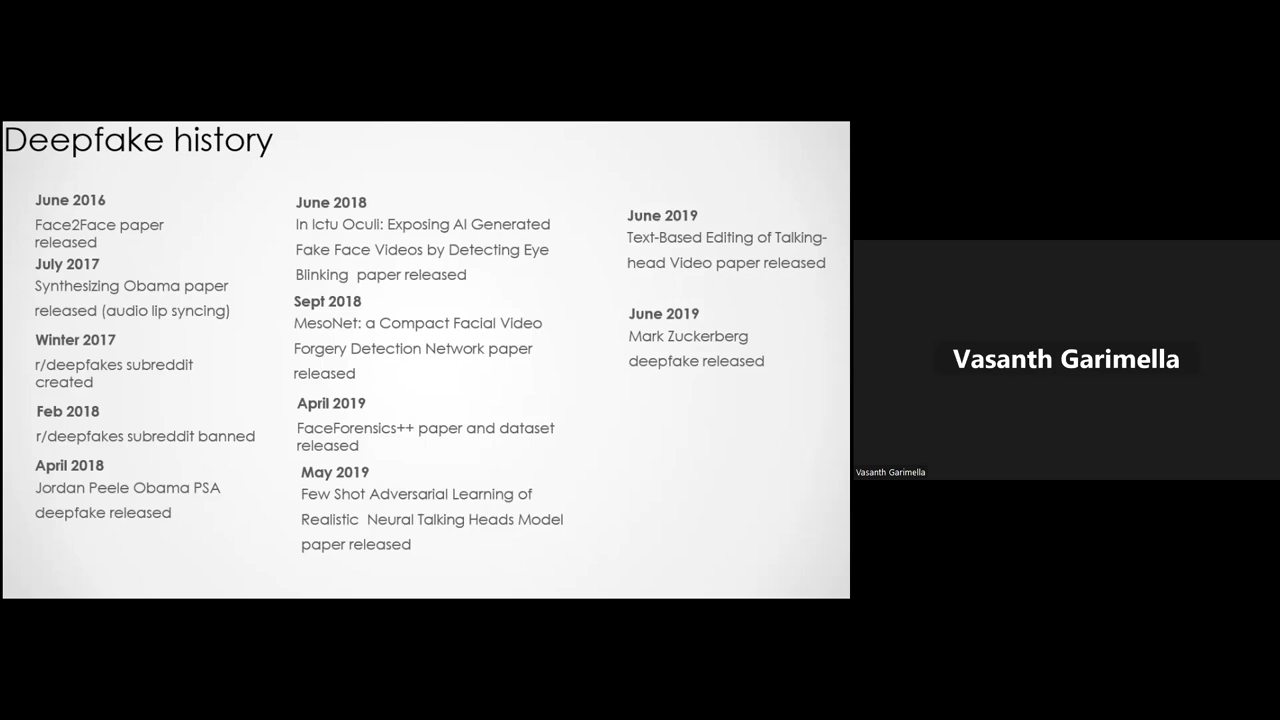 Deepfake history
June 2016
Face2Face paper
released
July 2017
Synthesizing Obama paper
released (audio lip syncing)
Winter 2017
r/deepfakes subreddit
created
Feb 2018
r/deepfakes subreddit banned
April 2018
Jordan Peele Obama PSA
deepfake released
June 2018
In Ictu Oculi: Exposing AI Generated
Fake Face Videos by Detecting Eye
Blinking paper released
Sept 2018
MesoNet: a Compact Facial Video
Forgery Detection Network paper
released
April 2019
FaceForensics++ paper and dataset
released
May 2019
Few Shot Adversarial Learning of
Realistic Neural Talking Heads Model
paper released
June 2019
Text-Based Editing of Talking-
head Video paper released
June 2019
Mark Zuckerberg
deepfake released
Vasanth Garimella
Vasanth Garimella